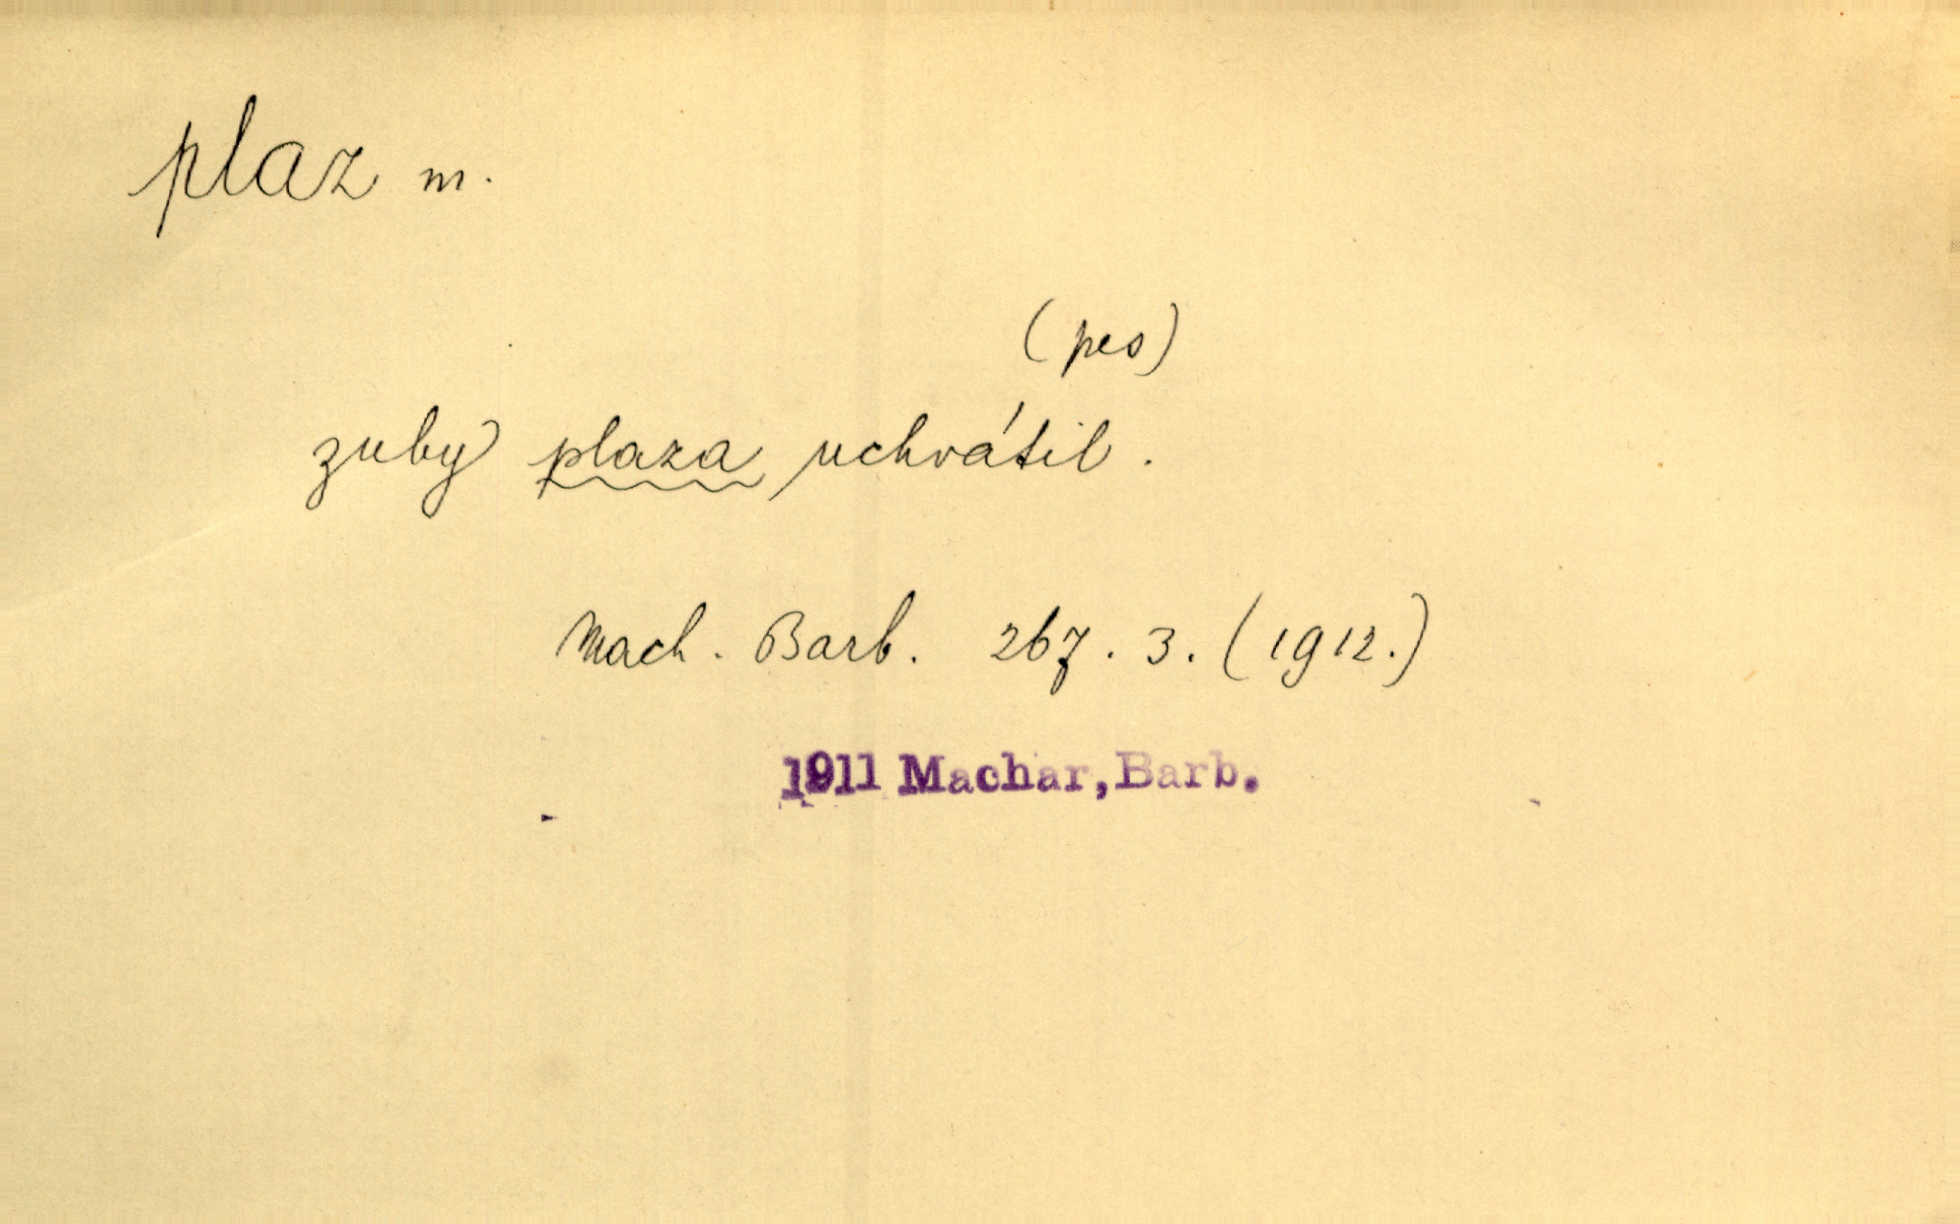 plaz m.
(pes)
zuby plaza uchvátil.
Mach. Barb. 267. 3. (1912.)
1911 Machar, Barb.